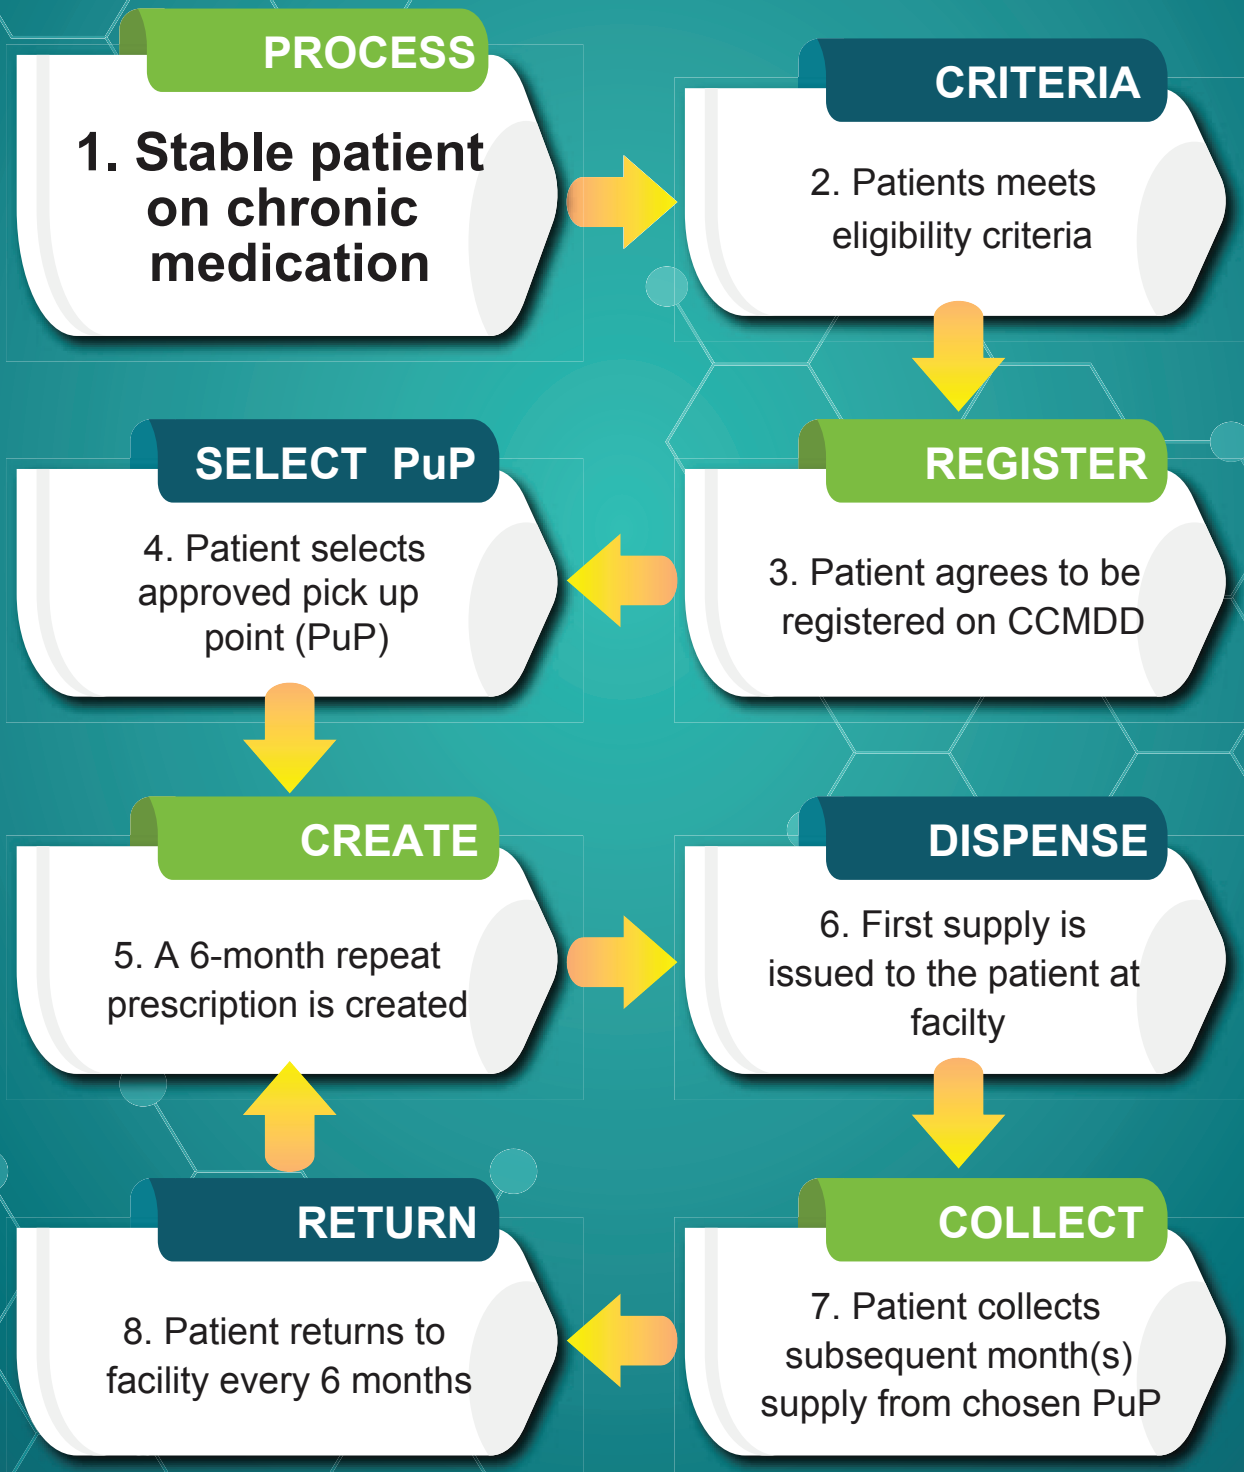 PROCESS
1. Stable patient
on chronic
medication
CRITERIA
2. Patients meets
eligibility criteria
REGISTER
3. Patient agrees to be
registered on CCMDD
SELECT PuP
4. Patient selects
approved pick up
point (PuP)
CREATE
5. A 6-month repeat
prescription is created
DISPENSE
6. First supply is
issued to the patient at
facilty
COLLECT
7. Patient collects
subsequent month(s)
supply from chosen PuP
RETURN
8. Patient returns to
facility every 6 months